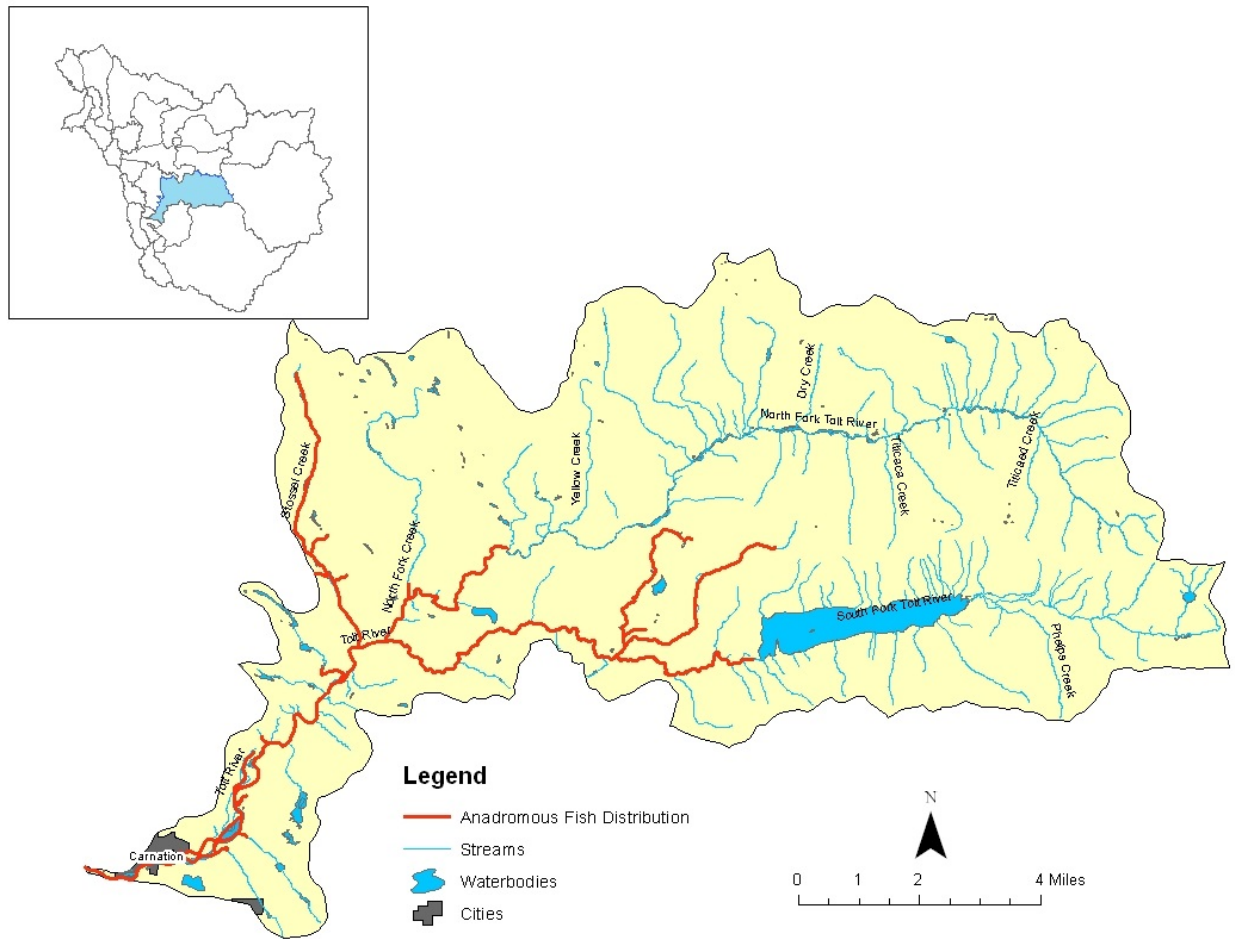 Dry Creek
North Fork Tolt River
Titicaed Creek
Yellow Creek
Titicaca Creek
Stossel Creek
North Fork Creek
South Fork Tolt River
Tolt River
Phelps Creek
Tolt River
Carnation
Legend
Anadromous Fish Distribution
Streams
Waterbodies
Cities
N
0 1 2 4 Miles